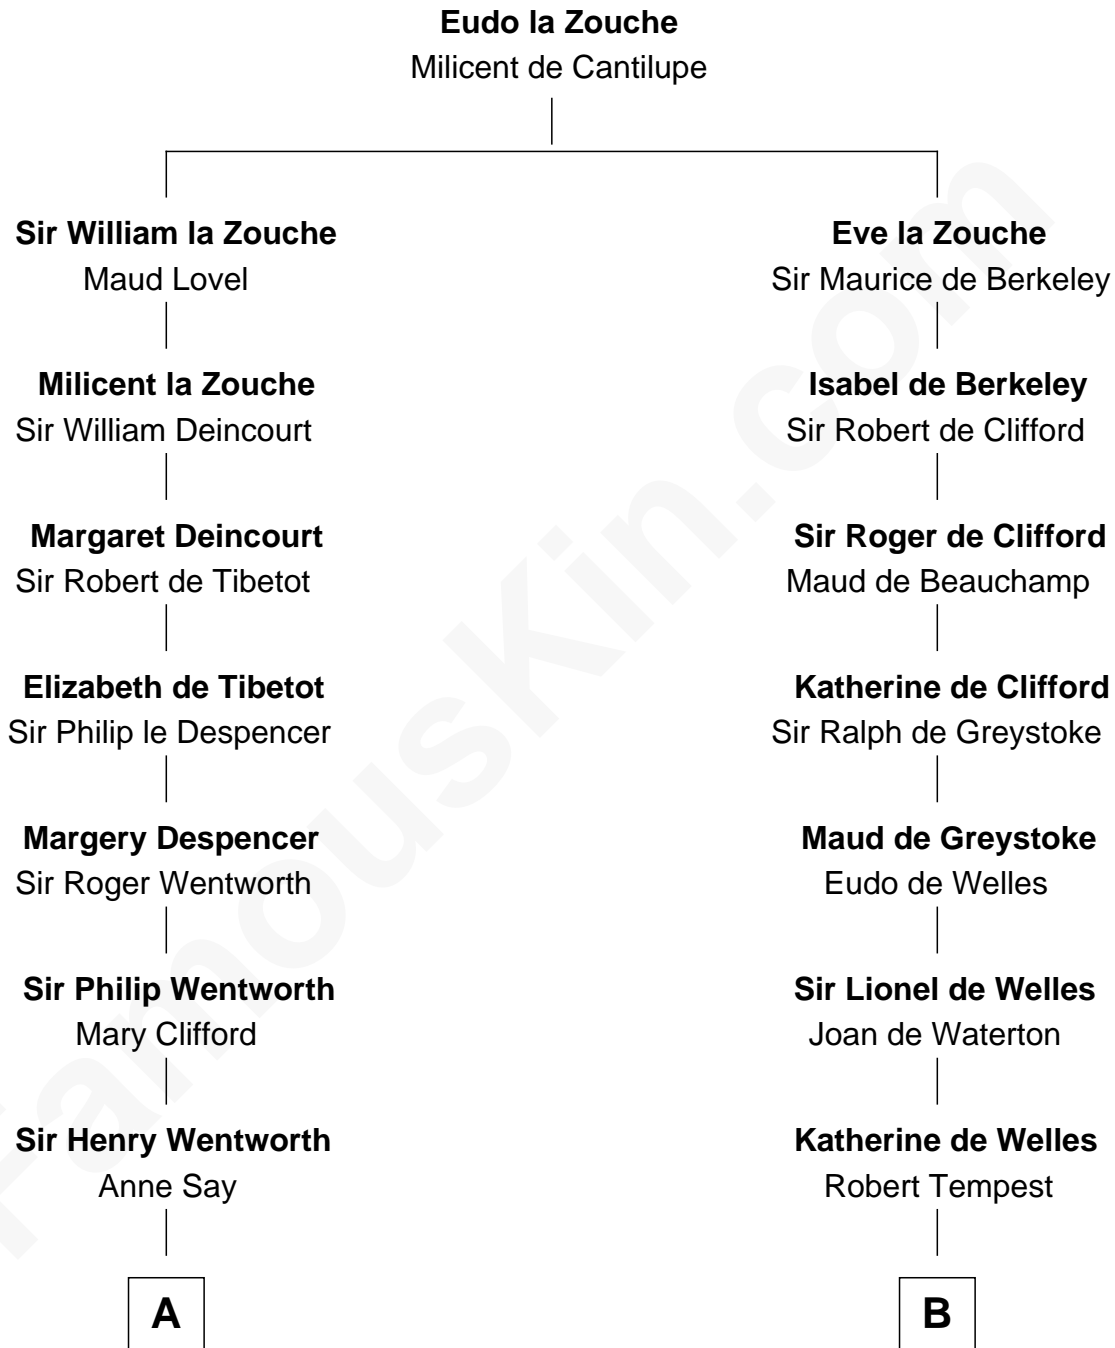 Eudo la Zouche
Milicent de Cantilupe
Sir William la Zouche
Maud Lovel
Milicent la Zouche
Sir William Deincourt
Margaret Deincourt
Sir Robert de Tibetot
Elizabeth de Tibetot
Sir Philip le Despencer
Margery Despencer
Sir Roger Wentworth
Sir Philip Wentworth
Mary Clifford
Sir Henry Wentworth
Anne Say
A
Eve la Zouche
Sir Maurice de Berkeley
Isabel de Berkeley
Sir Robert de Clifford
Sir Roger de Clifford
Maud de Beauchamp
Katherine de Clifford
Sir Ralph de Greystoke
Maud de Greystoke
Eudo de Welles
Sir Lionel de Welles
Joan de Waterton
Katherine de Welles
Robert Tempest
B
FamousKin.com